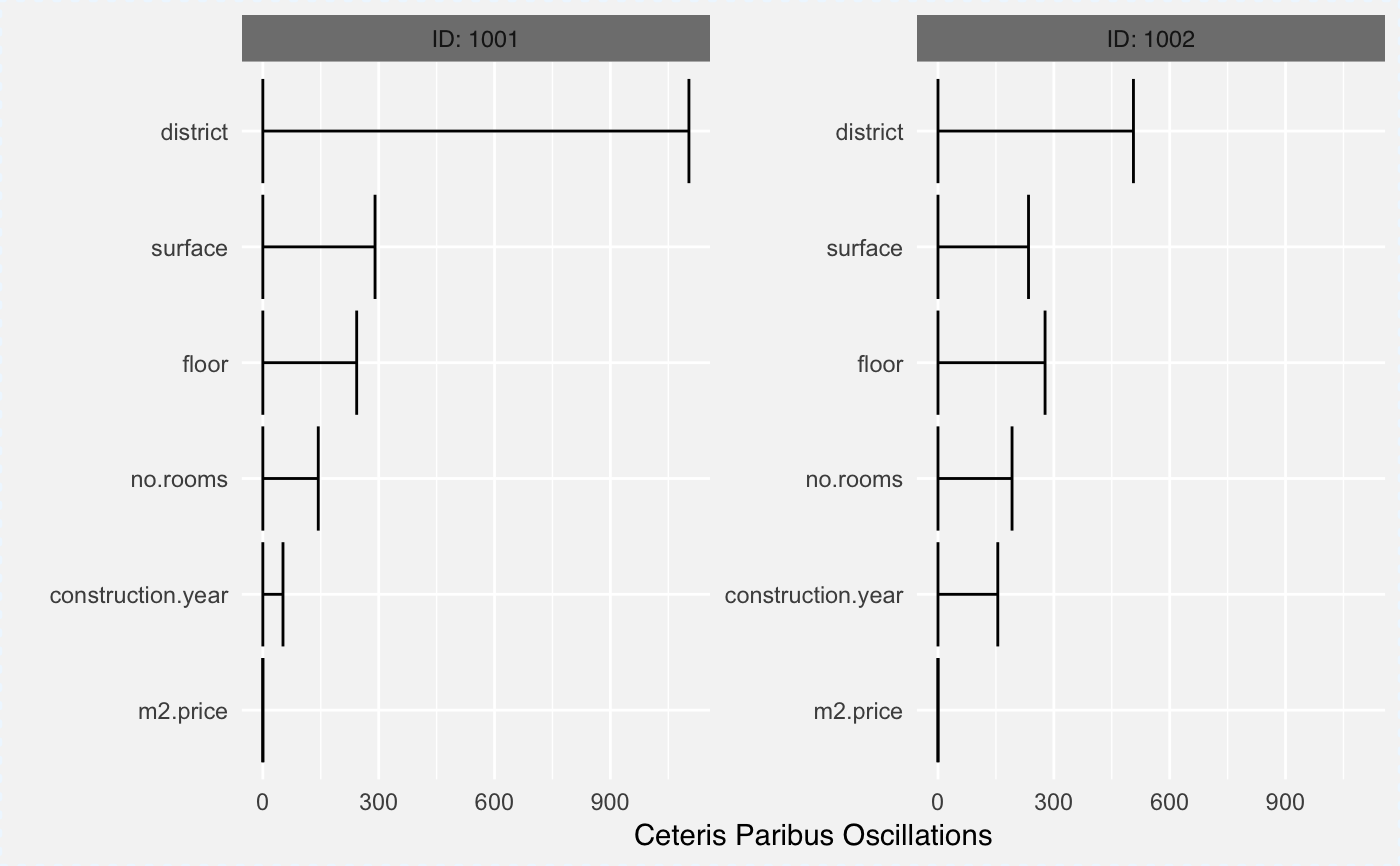 ID: 1001
district
surface
floor
no.rooms
construction.year
m2.price
0 300 600 900
ID: 1002
district
surface
floor
no.rooms
construction.year
m2.price
0 300 600 900
Ceteris Paribus Oscillations